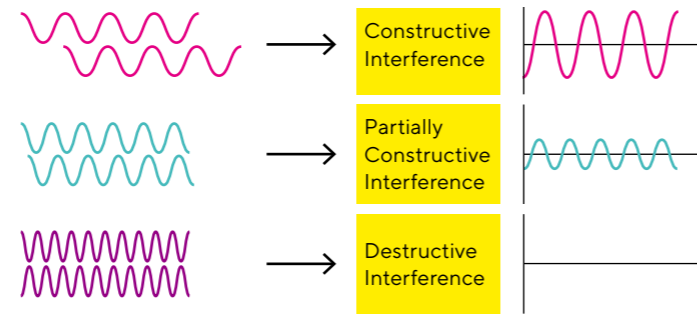 Constructive
Interference
Partially
Constructive
Interference
Destructive
Interference